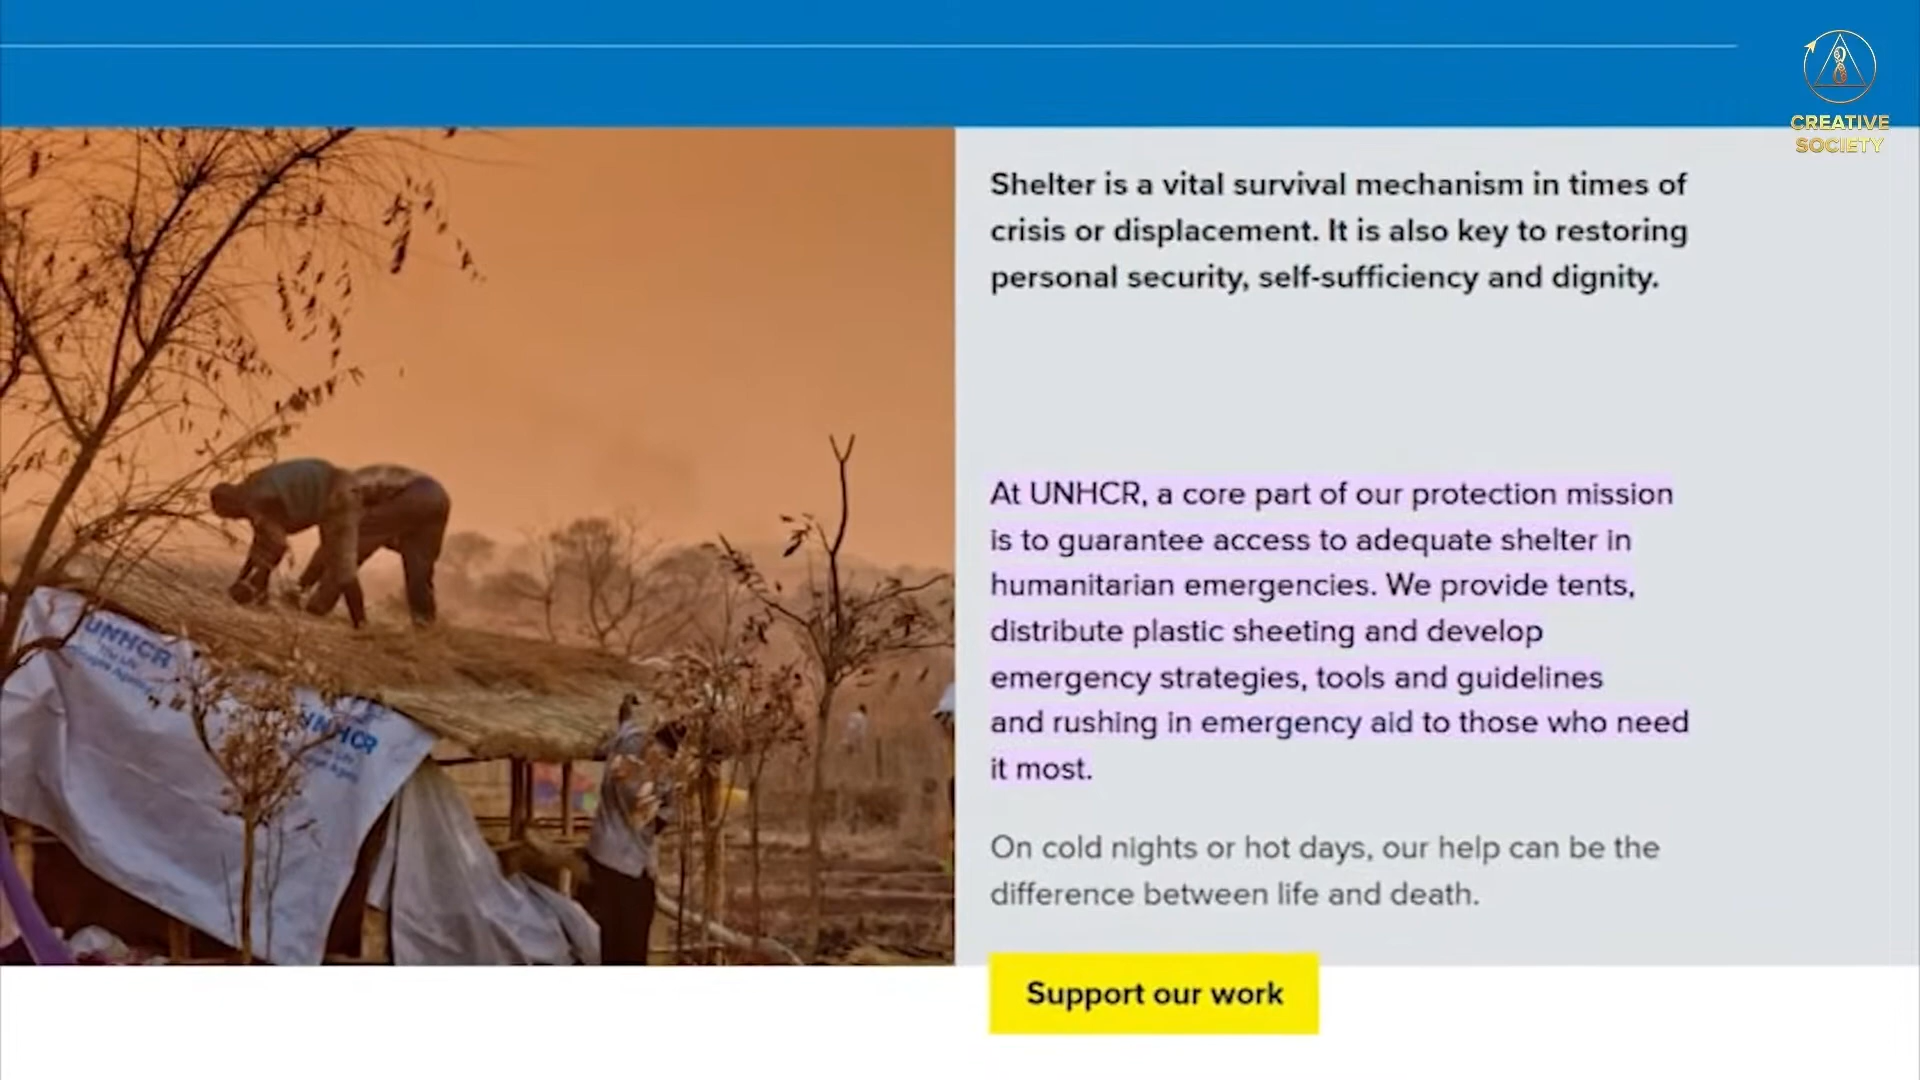 CREATIVE
SOCIETY
Shelter is a vital survival mechanism in times of
crisis or displacement. It is also key to restoring
personal security, self-sufficiency and dignity.
At UNHCR, a core part of our protection mission
is to guarantee access to adequate shelter in
humanitarian emergencies. We provide tents,
distribute plastic sheeting and develop
emergency strategies, tools and guidelines
and rushing in emergency aid to those who need
it most.
On cold nights or hot days, our help can be the
difference between life and death.
Support our work
UNHCR
UNHCR